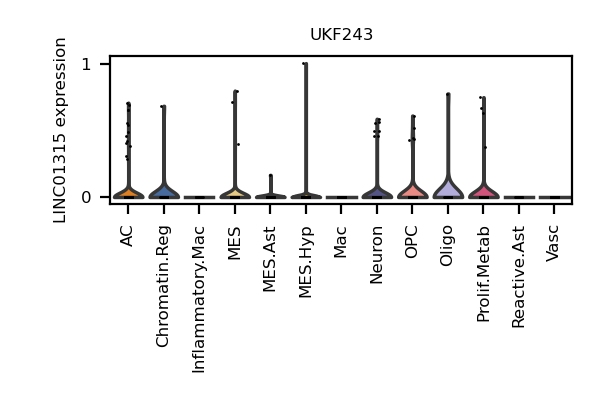 UKF243
LINC01315 expression
1
0
AC
Chromatin.Reg
Inflammatory.Mac
MES
MES.Ast
MES.Hyp
Mac
Neuron
OPC
Oligo
Prolif.Metab
Reactive.Ast
Vasc